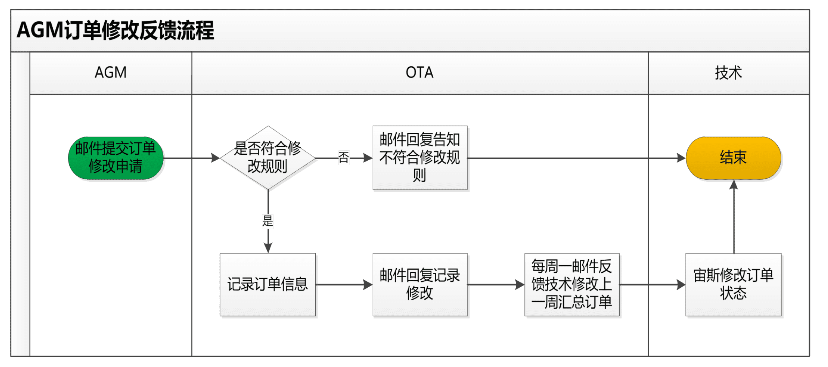 AGM订单修改反馈流程
AGM
OTA
技术
邮件提交订单
修改申请
是否符合修
改规则
否
邮件回复告知
不符合修改规
则
结束
是
记录订单信息
邮件回复记录
修改
每周一邮件反
馈技术修改上
一周汇总订单
宙斯修改订单
状态